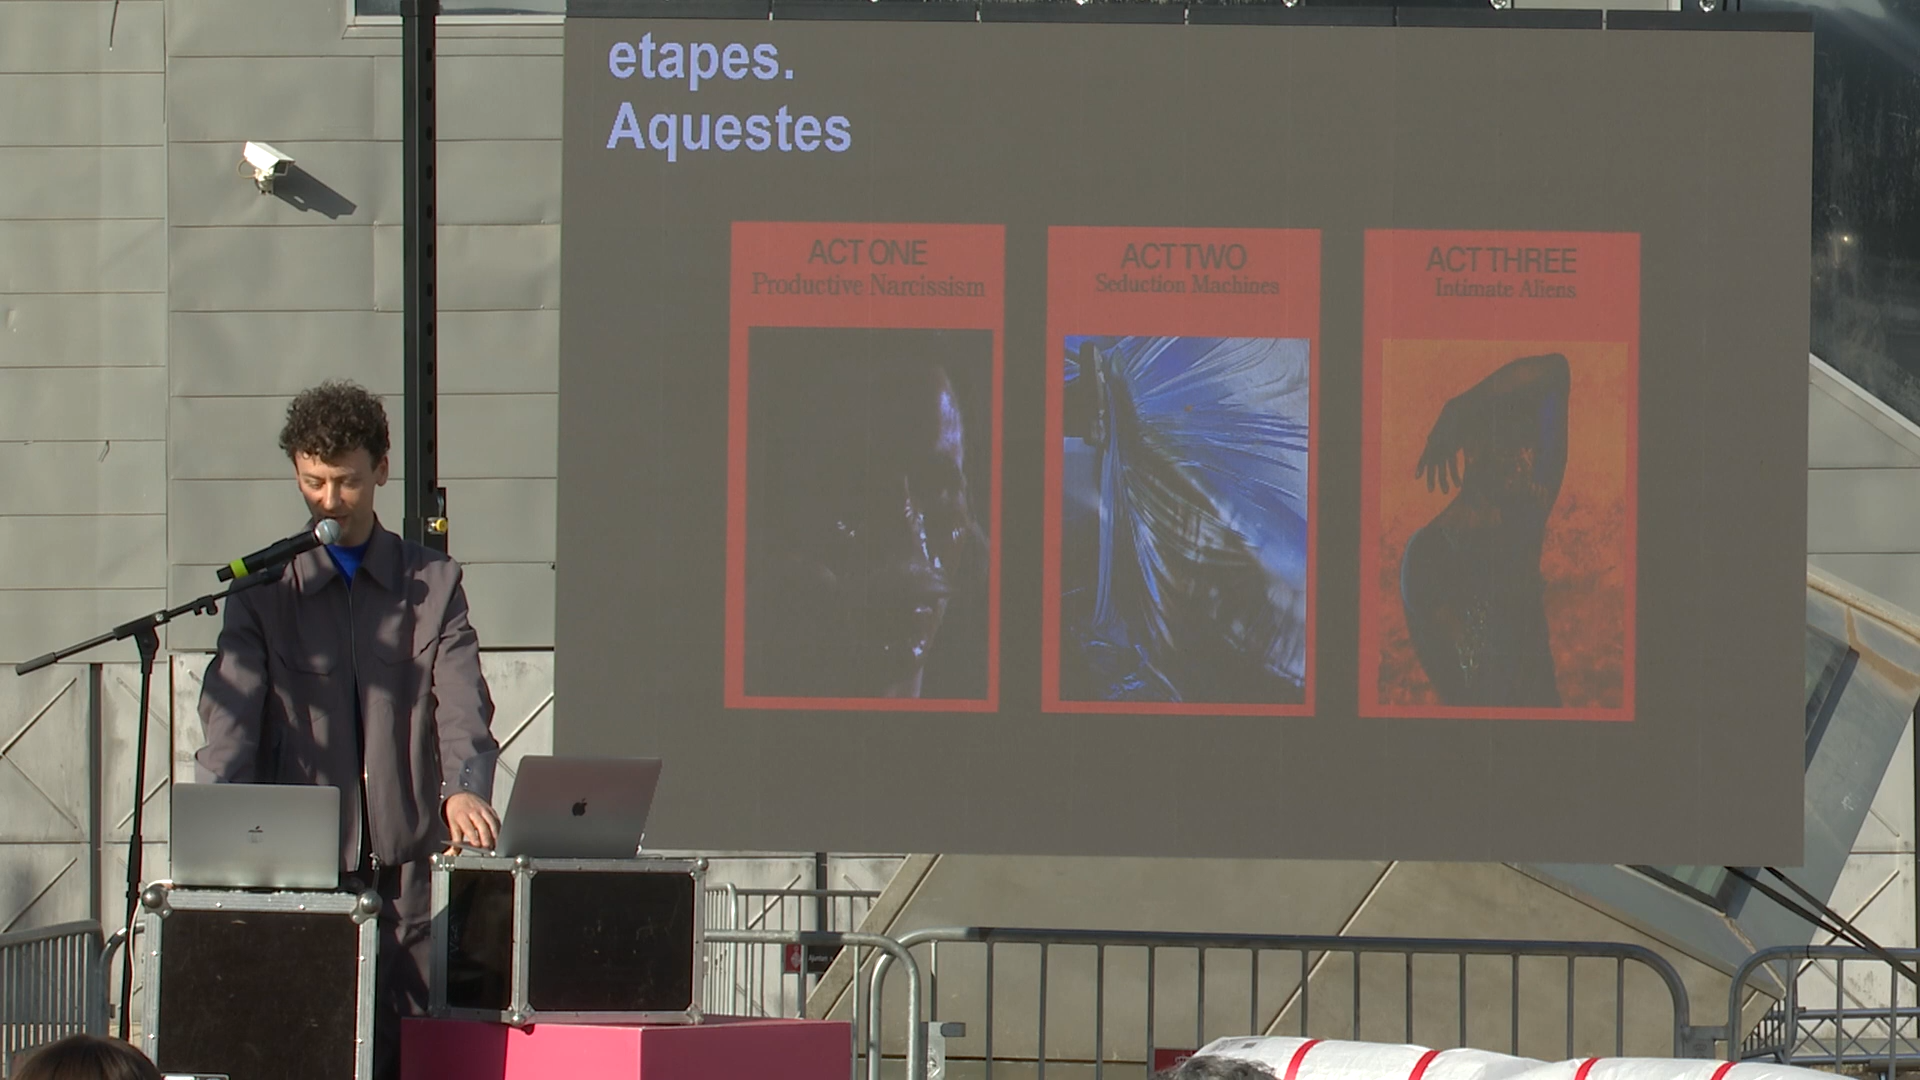 etapes.
Aquestes
ACT ONE
Productive Narcissism
ACT TWO
Seduction Machines
ACT THREE
Intimate Aliens